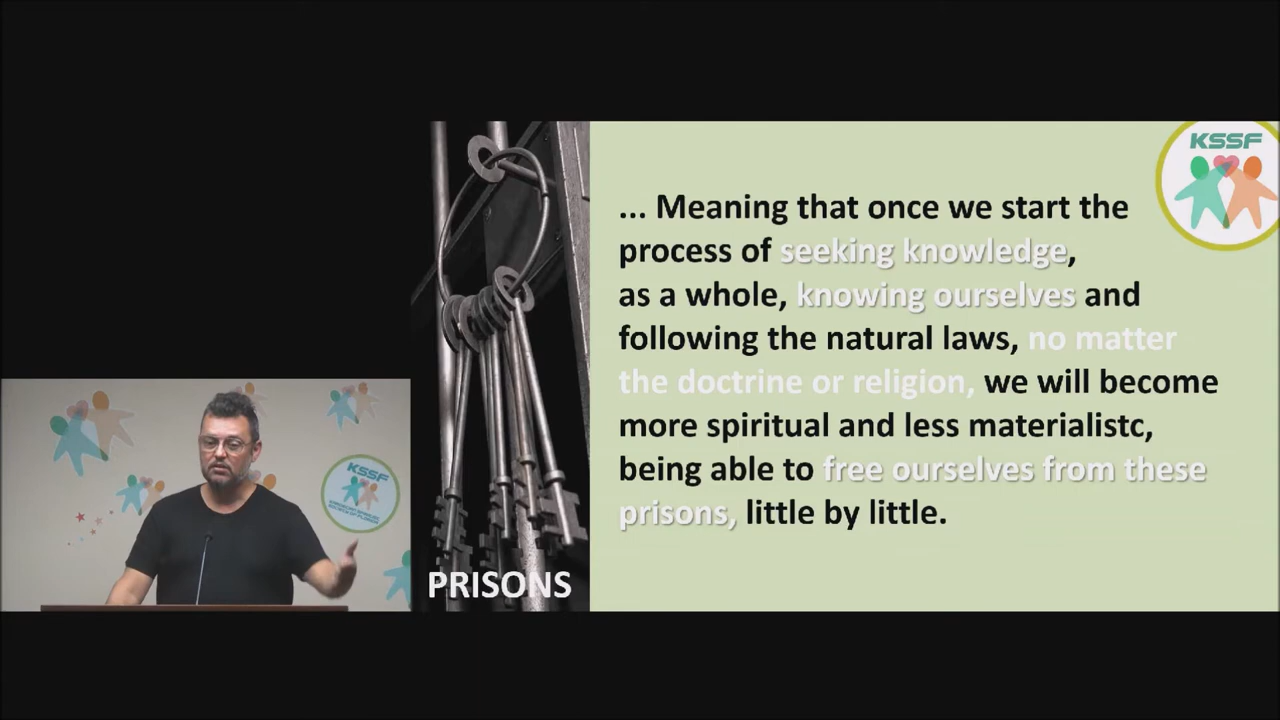 KSSF
... Meaning that once we start the
process of seeking knowledge,
as a whole, knowing ourselves and
following the natural laws, no matter
the doctrine or religion, we will become
more spiritual and less materialistc,
being able to free ourselves from these
prisons, little by little.
PRISONS
KSSF